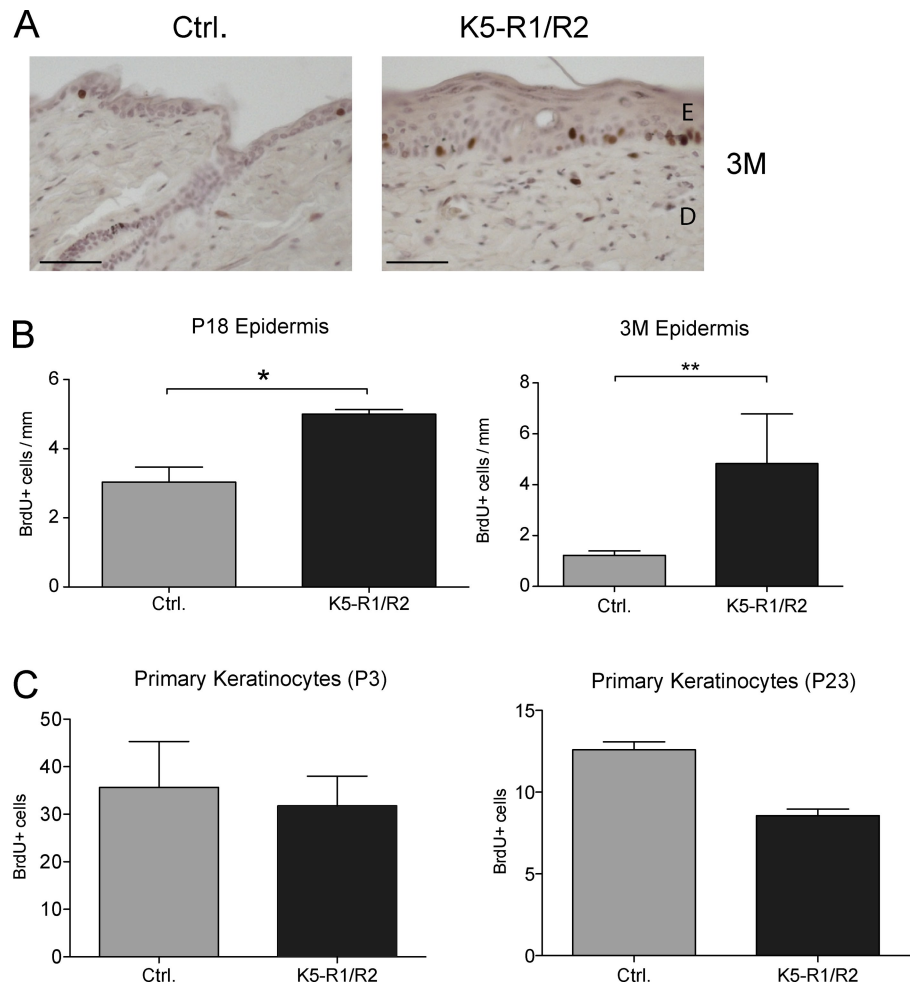 A
Ctrl.
K5-R1/R2
E
D
3M
B
P18 Epidermis
BrdU+ cells / mm
6
4
2
0
*
Ctrl.
K5-R1/R2
3M Epidermis
BrdU+ cells / mm
8
6
4
2
0
**
Ctrl.
K5-R1/R2
C
Primary Keratinocytes (P3)
BrdU+ cells
50
40
30
20
10
0
Ctrl.
K5-R1/R2
Primary Keratinocytes (P23)
BrdU+ cells
15
10
5
0
Ctrl.
K5-R1/R2